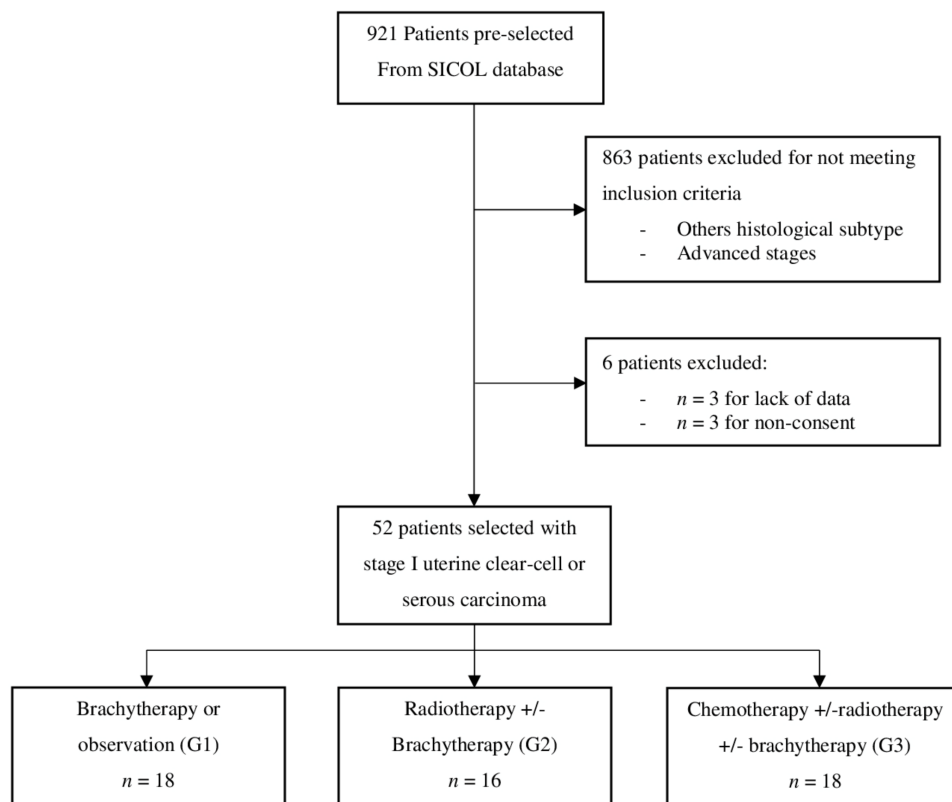 921 Patients pre-selected
From SICOL database
863 patients excluded for not meeting
inclusion criteria
- Others histological subtype
- Advanced stages
6 patients excluded:
- n = 3 for lack of data
- n = 3 for non-consent
52 patients selected with
stage I uterine clear-cell or
serous carcinoma
Brachytherapy or
observation (G1)
n = 18
Radiotherapy +/-
Brachytherapy (G2)
n = 16
Chemotherapy +/-radiotherapy
+/- brachytherapy (G3)
n = 18